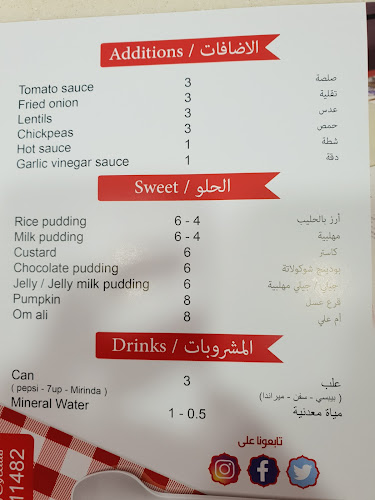 Additions / الاضافات
Tomato sauce 3 صلصة
Fried onion 3 تقلية
Lentils 3 عدس
Chickpeas 3 حمص
Hot sauce 1 شطة
Garlic vinegar sauce 1 دقة
Sweet / الحلو
Rice pudding 6 - 4 أرز بالحليب
Milk pudding 6 - 4 مهلبية
Custard 6 كاستر
Chocolate pudding 6 بودينج شوكولاتة
Jelly / Jelly milk pudding 6 جيلي / جيلي مهلبية
Pumpkin 8 قرع عسل
Om ali 8 أم علي
Drinks / المشروبات
Can 3 علب
( pepsi - 7up - Mirinda ) ( بيبسي - سفن - ميراندا )
Mineral Water 1 - 0.5 مياة معدنية
تابعونا على
11482